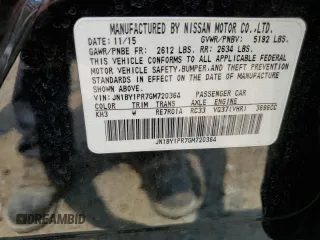 MANUFACTURED BY NISSAN MOTOR CO.,LTD.
DATE: 11/15 GVWR/PNBV: 5182 LBS.
GAWR/PNBE FR: 2612 LBS. RR: 2634 LBS.
THIS VEHICLE CONFORMS TO ALL APPLICABLE FEDERAL
MOTOR VEHICLE SAFETY, BUMPER, AND THEFT PREVENTION
STANDARDS IN EFFECT ON THE DATE OF MANUFACTURE
SHOWN ABOVE.
VIN: JN1BY1PR7GM720364 PASSENGER CAR
COLOR TRIM TRANS AXLE ENGINE
KH3 W RE7R01A RC33 VQ37(VHR) 3696CC
JN1BY1PR7GM720364
AUTOBIDMASTER